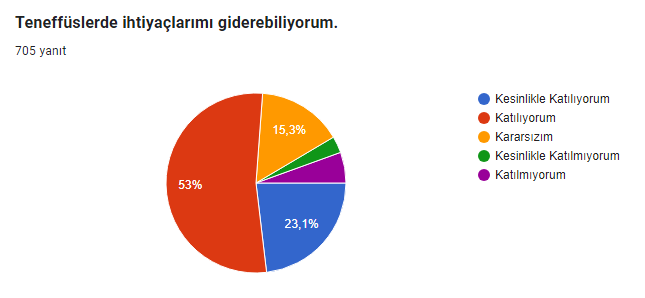 Teneffüslerde ihtiyaçlarımı giderebiliyorum.
705 yanıt
Kesinlikle Katılıyorum
Katılıyorum
Kararsızım
Kesinlikle Katılmıyorum
Katılmıyorum
15,3%
53%
23,1%